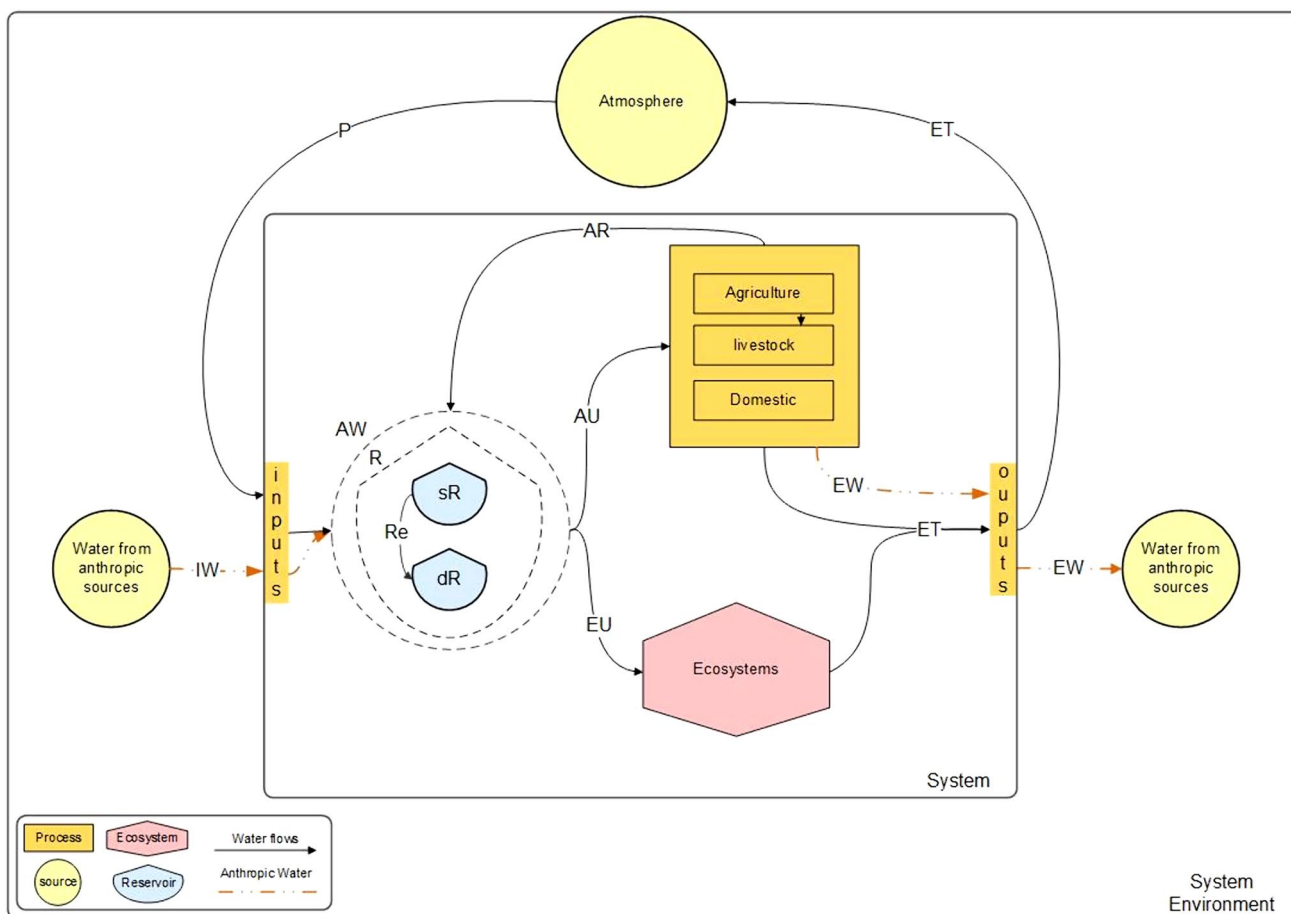 Atmosphere
P
ET
AR
Agriculture
livestock
Domestic
AW
R
AU
sR
Re
dR
inputs
ouputs
EW
ET
Water from
anthropic
sources
IW
EU
Ecosystems
EW
Water from
anthropic
sources
System
Process
Ecosystem
Water flows
source
Reservoir
Anthropic Water
System
Environment